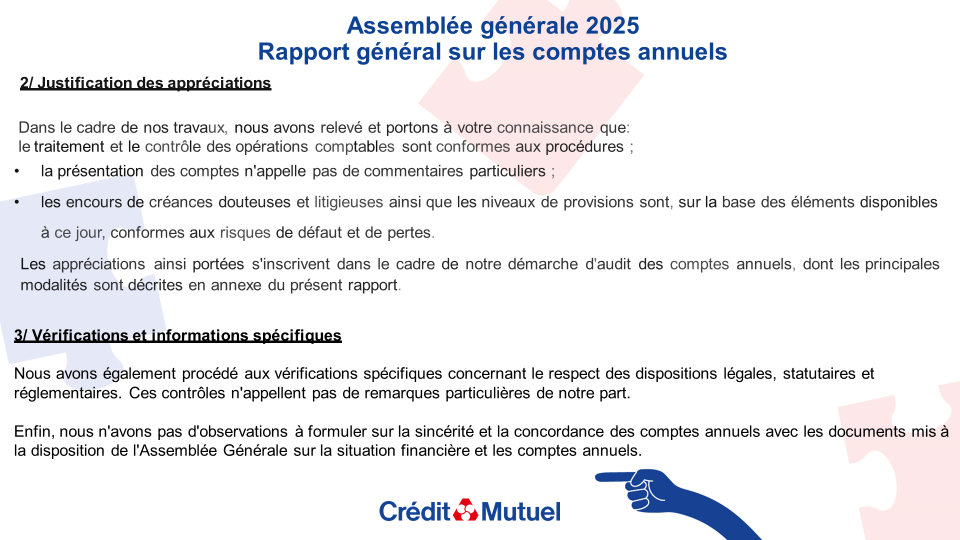 Assemblée générale 2025
Rapport général sur les comptes annuels
2/ Justification des appréciations
Dans le cadre de nos travaux, nous avons relevé et portons à votre connaissance que:
le traitement et le contrôle des opérations comptables sont conformes aux procédures ;
• la présentation des comptes n'appelle pas de commentaires particuliers ;
• les encours de créances douteuses et litigieuses ainsi que les niveaux de provisions sont, sur la base des éléments disponibles
à ce jour, conformes aux risques de défaut et de pertes.
Les appréciations ainsi portées s'inscrivent dans le cadre de notre démarche d'audit des comptes annuels, dont les principales
modalités sont décrites en annexe du présent rapport.
3/ Vérifications et informations spécifiques
Nous avons également procédé aux vérifications spécifiques concernant le respect des dispositions légales, statutaires et
réglementaires. Ces contrôles n'appellent pas de remarques particulières de notre part.
Enfin, nous n'avons pas d'observations à formuler sur la sincérité et la concordance des comptes annuels avec les documents mis à
la disposition de l'Assemblée Générale sur la situation financière et les comptes annuels.
Crédit Mutuel